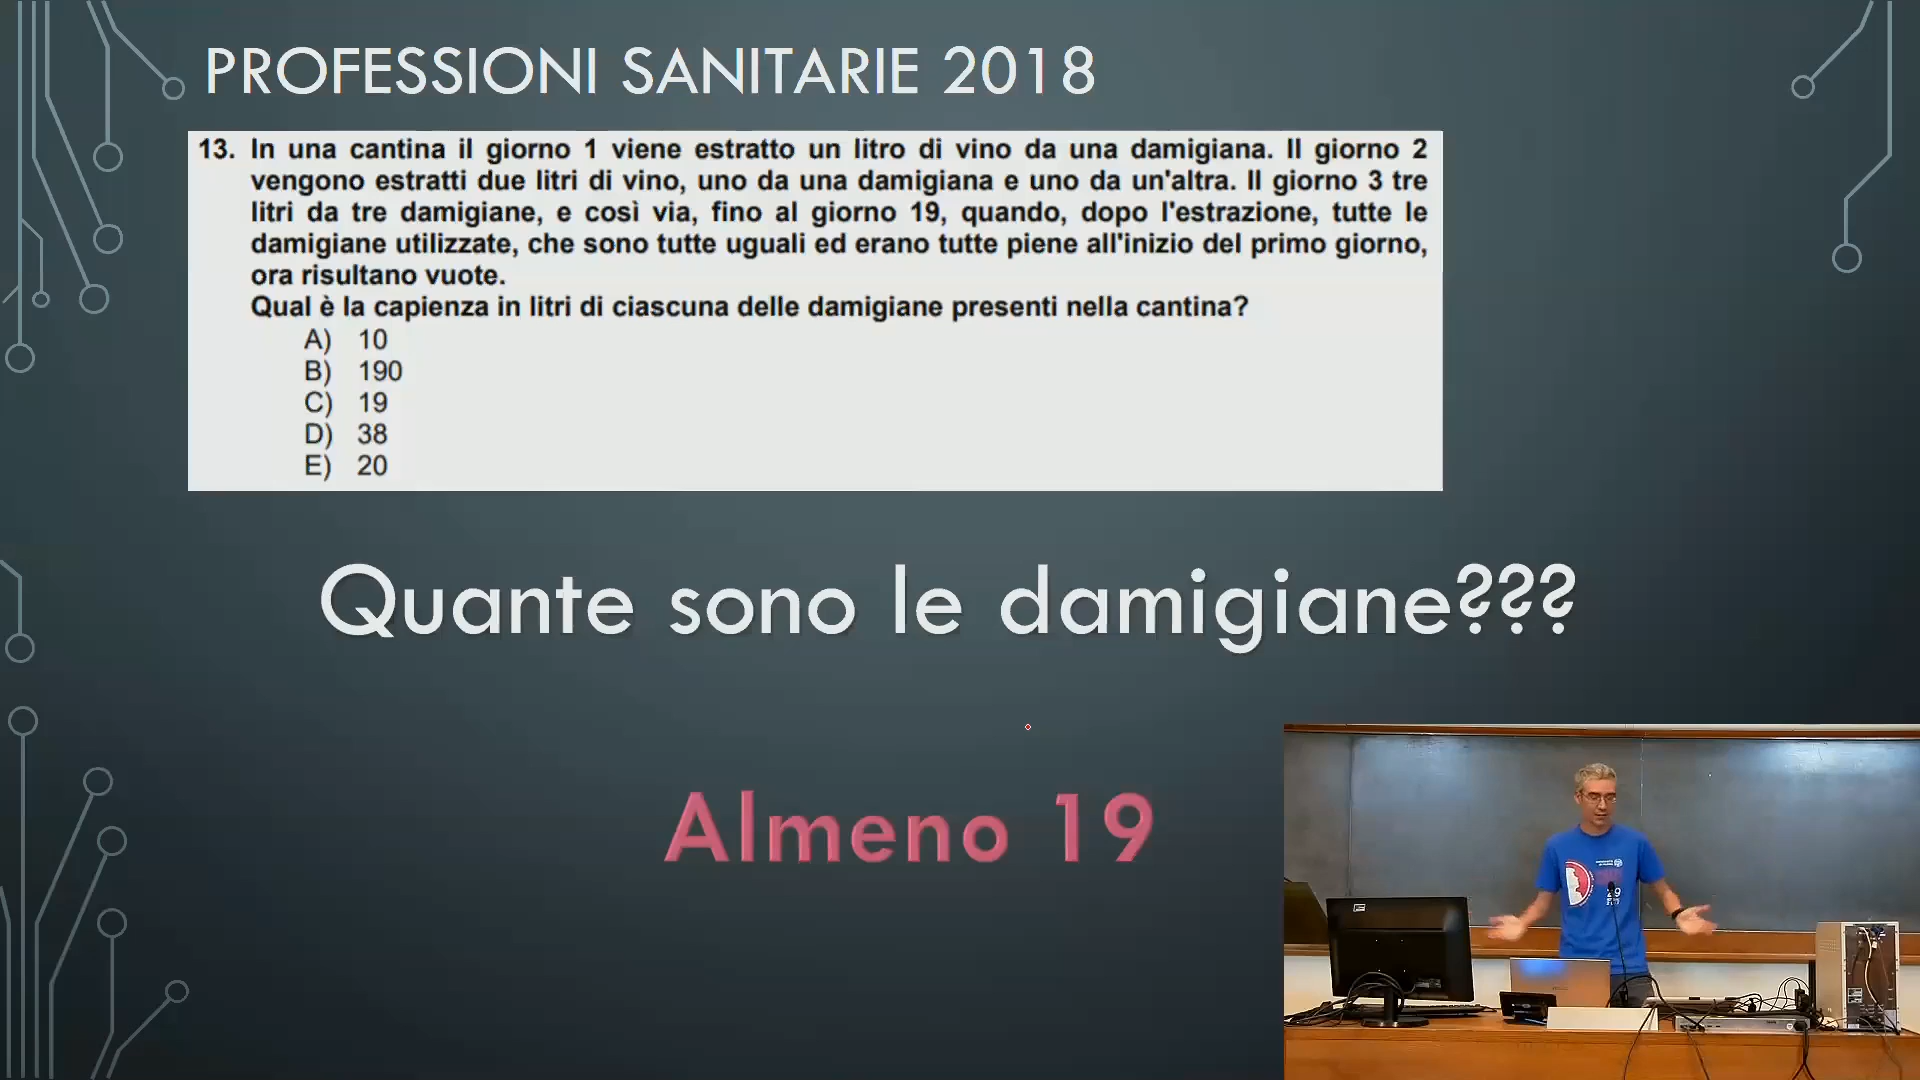 PROFESSIONI SANITARIE 2018
13. In una cantina il giorno 1 viene estratto un litro di vino da una damigiana. Il giorno 2
vengono estratti due litri di vino, uno da una damigiana e uno da un'altra. Il giorno 3 tre
litri da tre damigiane, e così via, fino al giorno 19, quando, dopo l'estrazione, tutte le
damigiane utilizzate, che sono tutte uguali ed erano tutte piene all'inizio del primo giorno,
ora risultano vuote.
Qual è la capienza in litri di ciascuna delle damigiane presenti nella cantina?
A) 10
B) 190
C) 19
D) 38
E) 20
Quante sono le damigiane???
Almeno 19